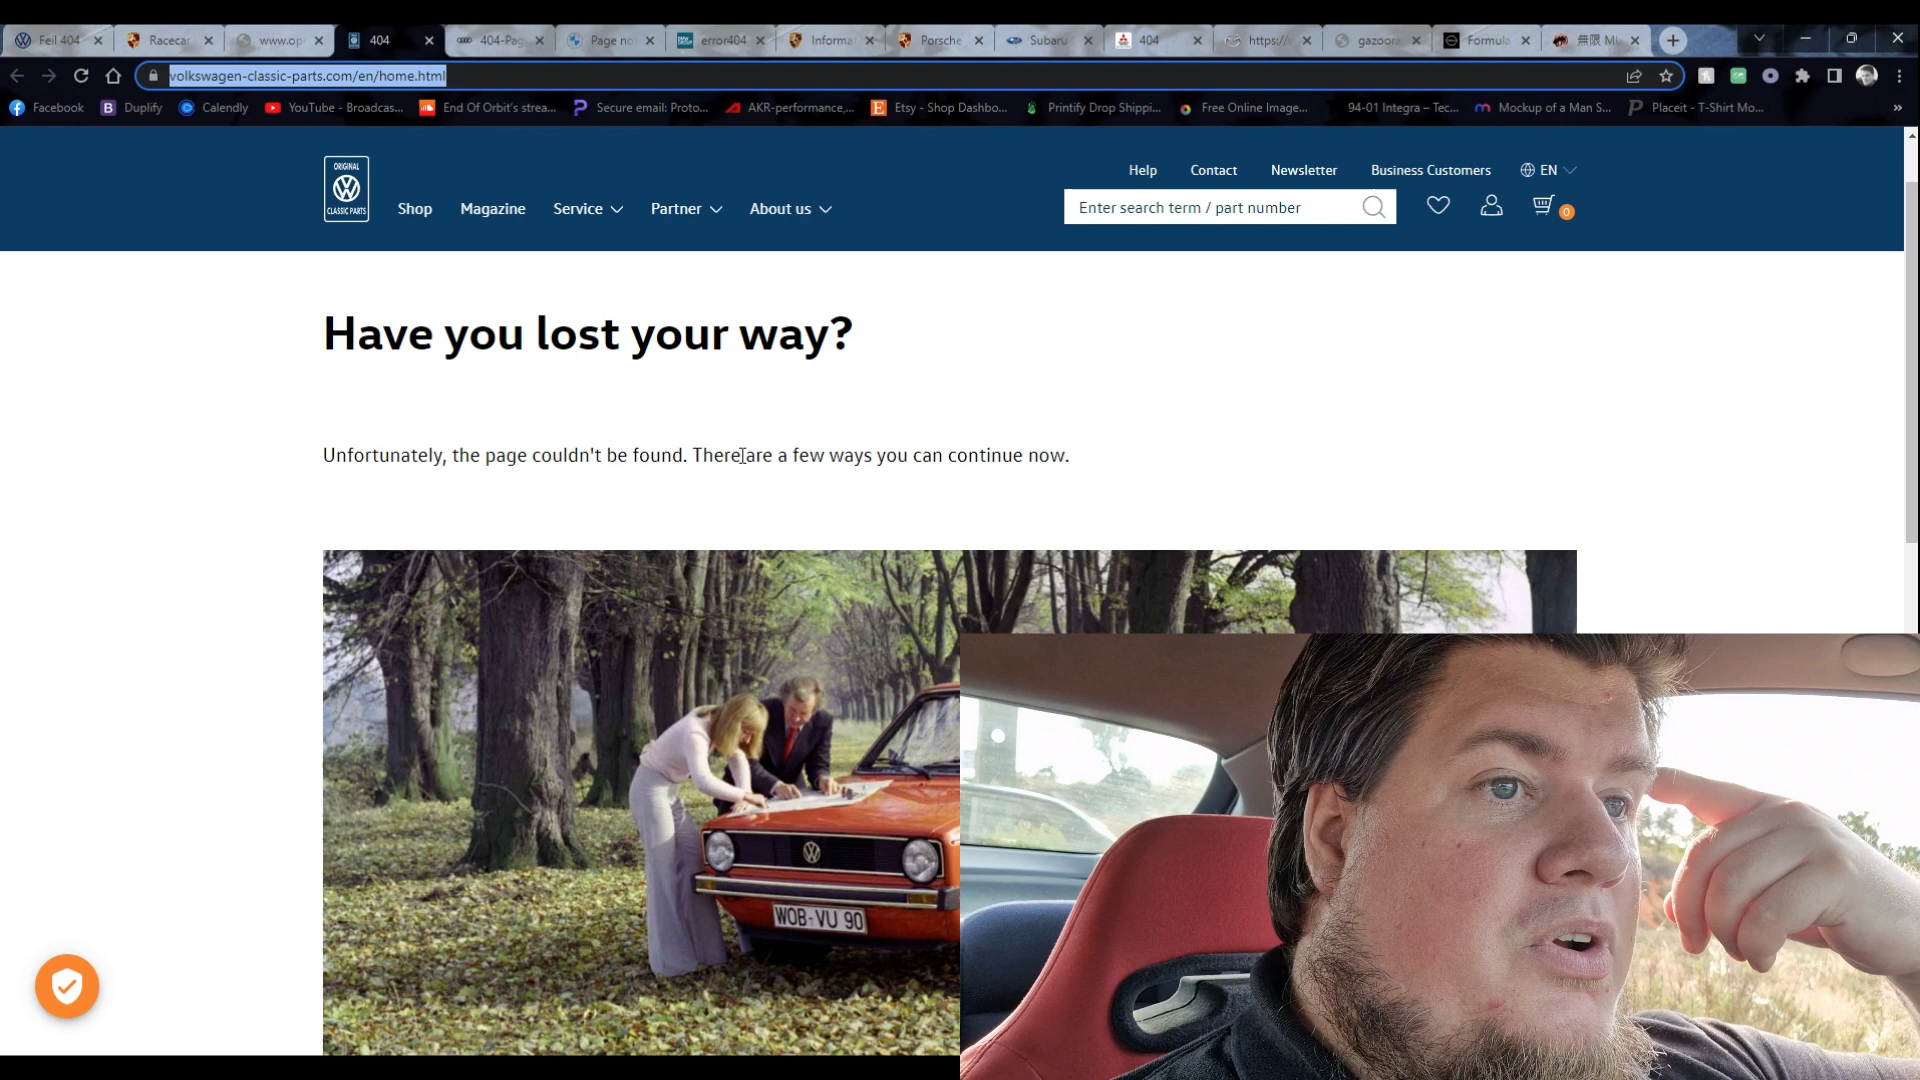 Feil 404
Racecar
www.op
404
404-Pag
Page no
error404
Informa
Porsche
Subaru
404
https://
gazoora
Formula
無限 MU
volkswagen-classic-parts.com/en/home.html
Facebook
Duplify
Calendly
YouTube - Broadcas...
End Of Orbit's strea...
Secure email: Proto...
AKR-performance,...
Etsy - Shop Dashbo...
Printify Drop Shippi...
Free Online Image...
94-01 Integra – Tec...
Mockup of a Man S...
Placeit - T-Shirt Mo...
»
ORIGINAL
CLASSIC PARTS
Help
Contact
Newsletter
Business Customers
EN
Shop
Magazine
Service
Partner
About us
Enter search term / part number
0
Have you lost your way?
Unfortunately, the page couldn't be found. There are a few ways you can continue now.
WOB-VU 90